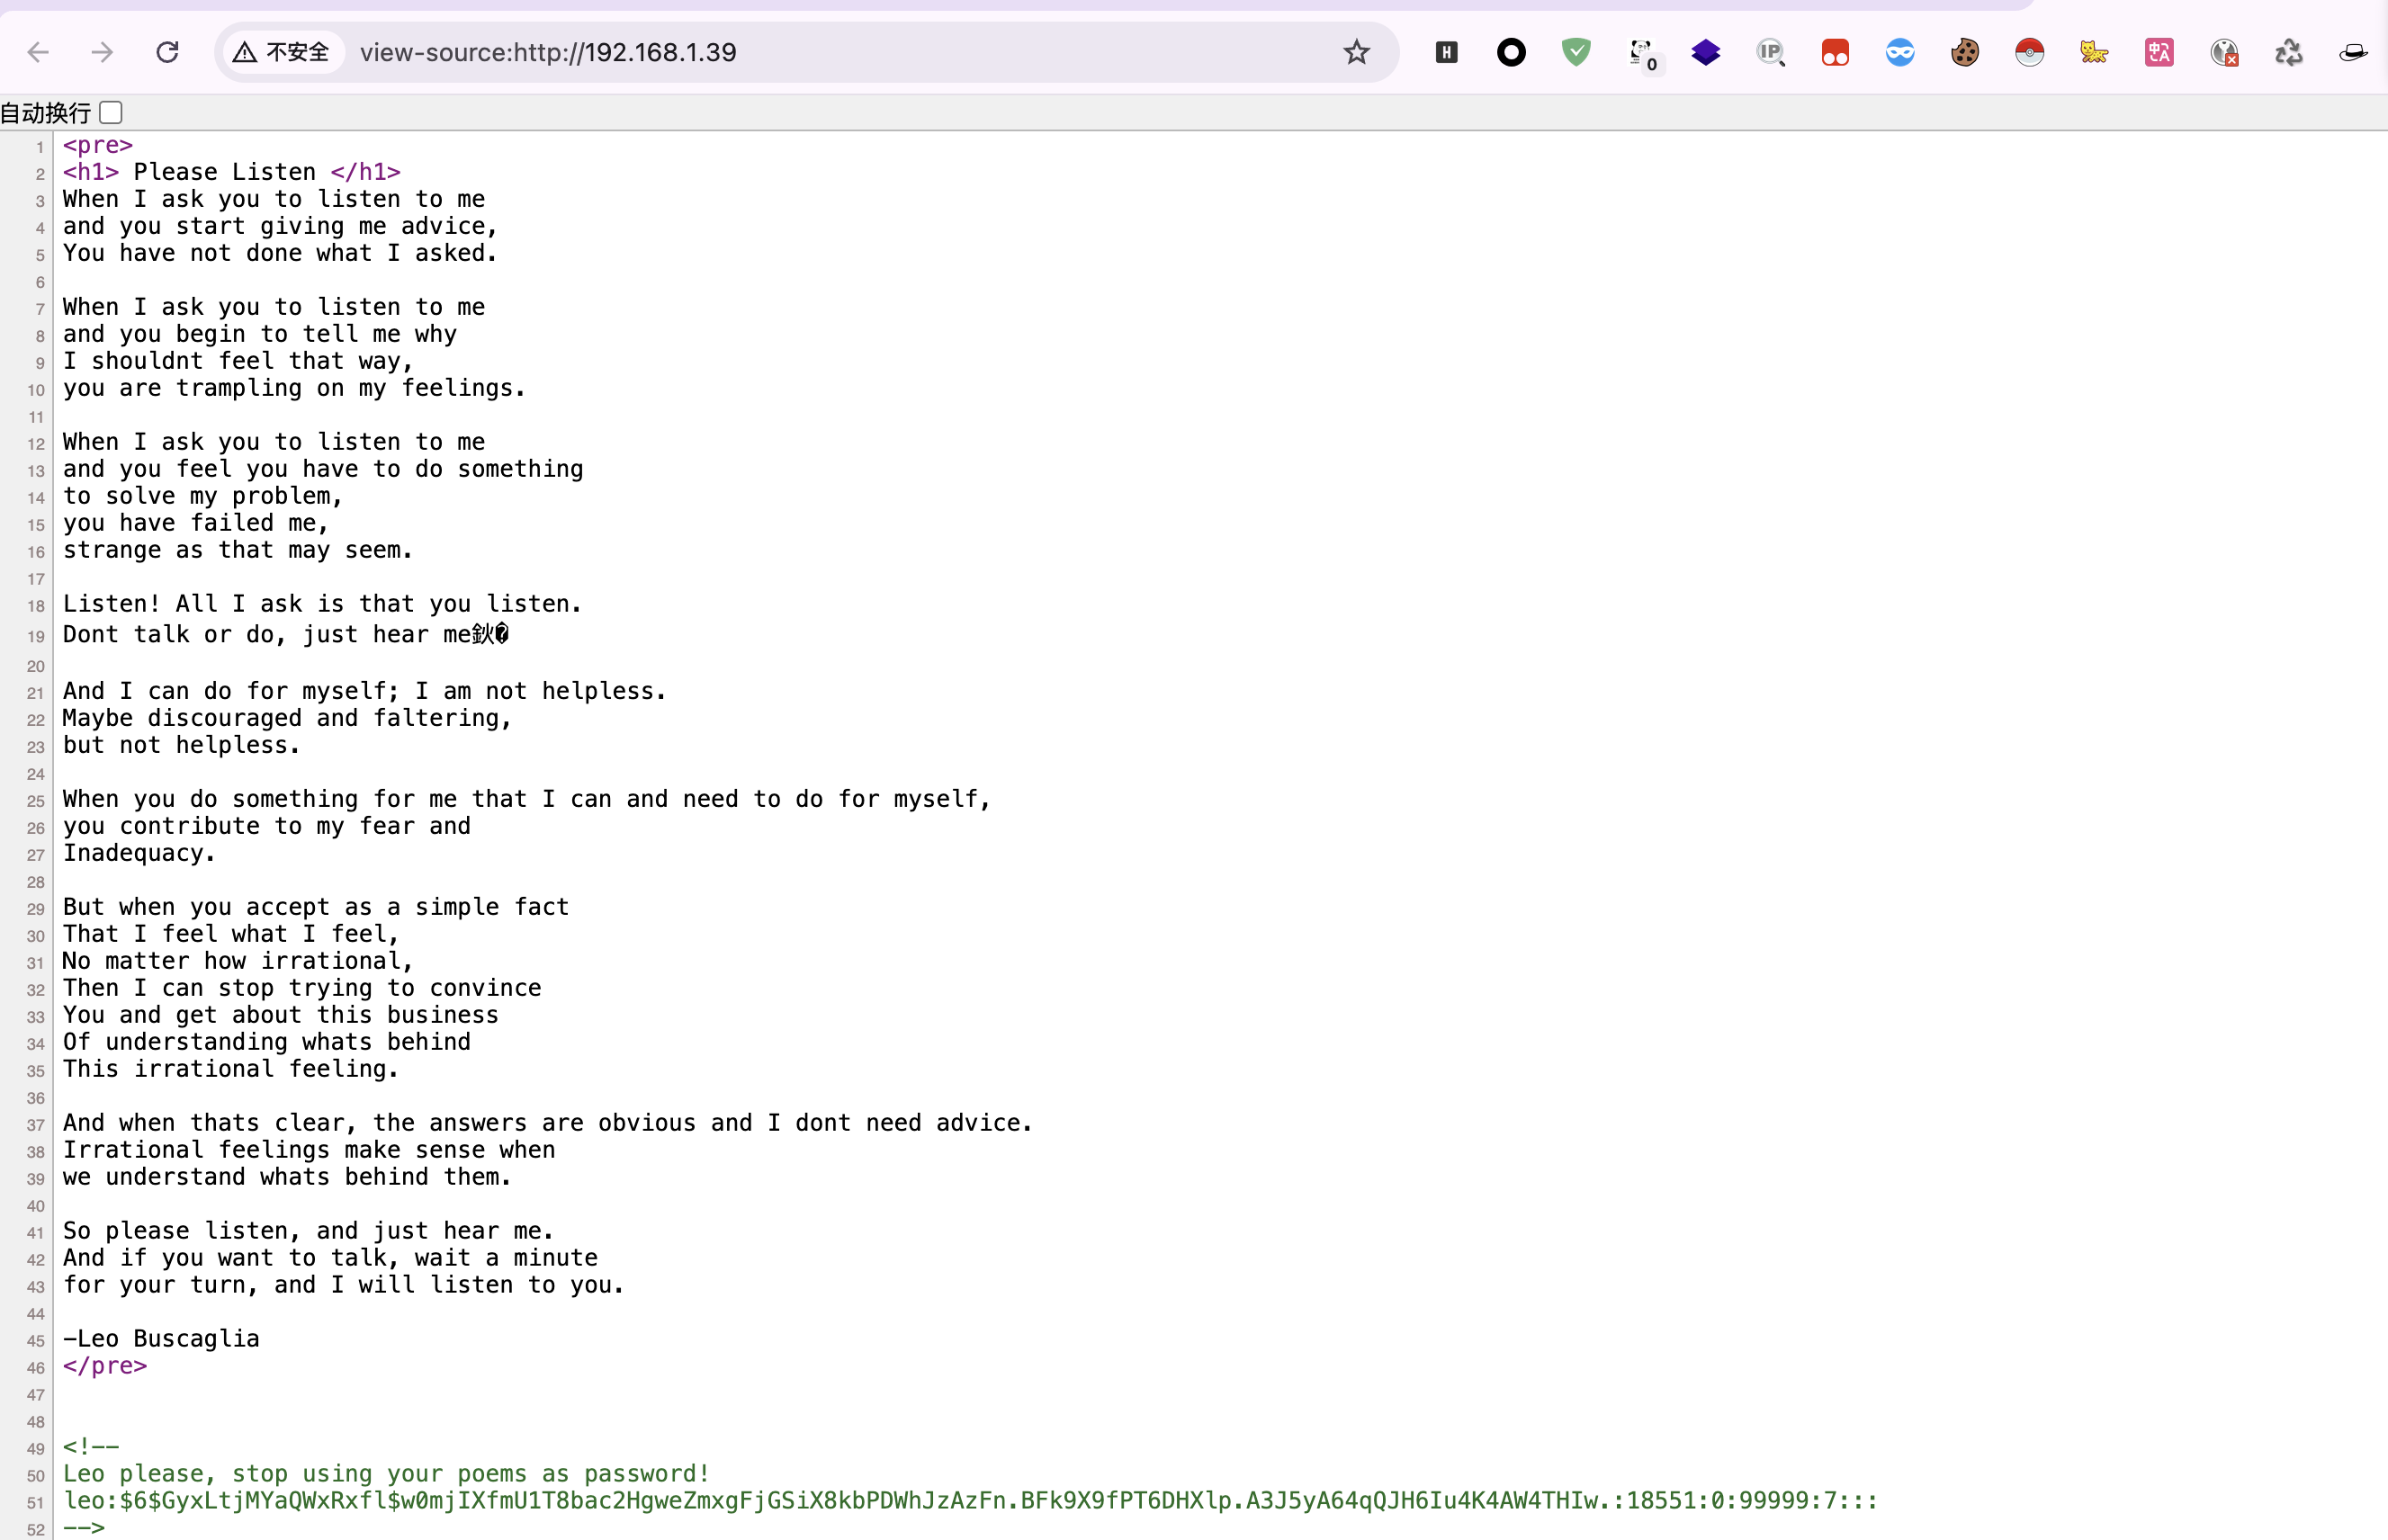 不安全 view-source:http://192.168.1.39
H 0 IP 中 A
自动换行
1 <pre>
2 <h1> Please Listen </h1>
3 When I ask you to listen to me
4 and you start giving me advice,
5 You have not done what I asked.
6
7 When I ask you to listen to me
8 and you begin to tell me why
9 I shouldnt feel that way,
10 you are trampling on my feelings.
11
12 When I ask you to listen to me
13 and you feel you have to do something
14 to solve my problem,
15 you have failed me,
16 strange as that may seem.
17
18 Listen! All I ask is that you listen.
19 Dont talk or do, just hear me鈥�
20
21 And I can do for myself; I am not helpless.
22 Maybe discouraged and faltering,
23 but not helpless.
24
25 When you do something for me that I can and need to do for myself,
26 you contribute to my fear and
27 Inadequacy.
28
29 But when you accept as a simple fact
30 That I feel what I feel,
31 No matter how irrational,
32 Then I can stop trying to convince
33 You and get about this business
34 Of understanding whats behind
35 This irrational feeling.
36
37 And when thats clear, the answers are obvious and I dont need advice.
38 Irrational feelings make sense when
39 we understand whats behind them.
40
41 So please listen, and just hear me.
42 And if you want to talk, wait a minute
43 for your turn, and I will listen to you.
44
45 –Leo Buscaglia
46 </pre>
47
48
49 <!--
50 Leo please, stop using your poems as password!
51 leo:$6$GyxLtjMYaQWxRxfl$w0mjIXfmU1T8bac2HgweZmxgFjGSiX8kbPDWhJzAzFn.BFk9X9fPT6DHXlp.A3J5yA64qQJH6Iu4K4AW4THIw.:18551:0:99999:7:::
52 -->